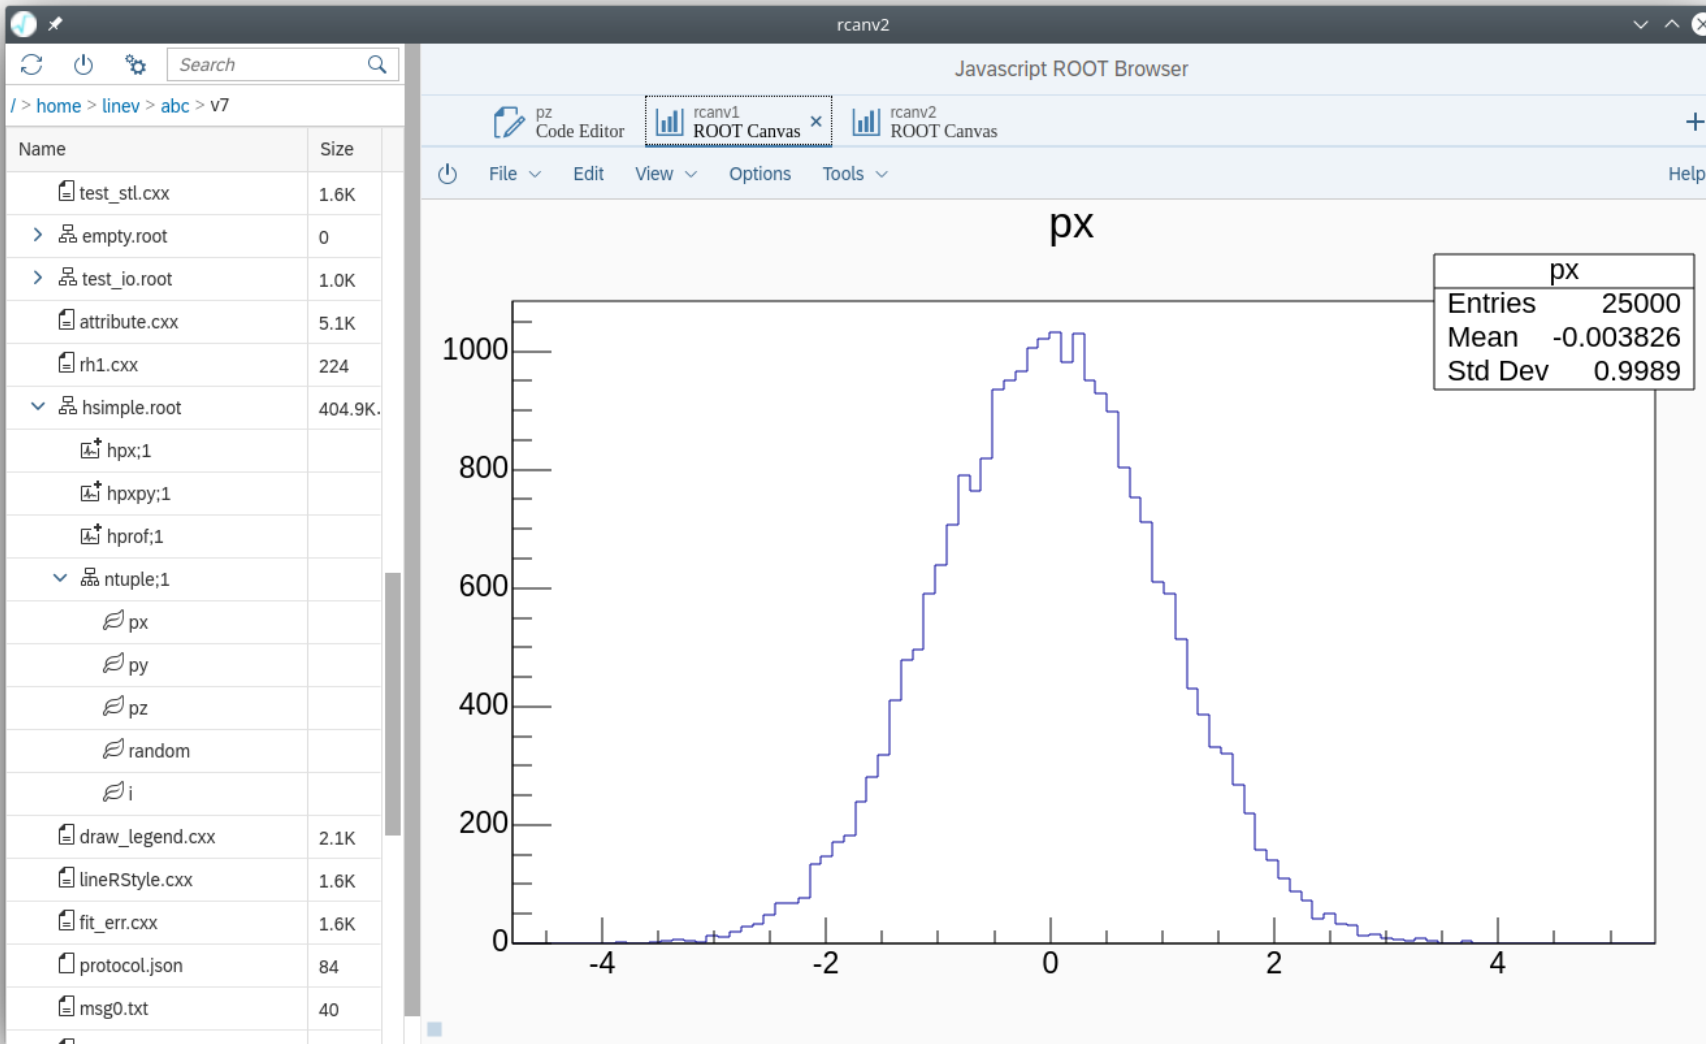 rcanv2
Search
/ > home > linev > abc > v7
Name Size
test_stl.cxx 1.6K
empty.root 0
test_io.root 1.0K
attribute.cxx 5.1K
rh1.cxx 224
hsimple.root 404.9K.
hpx;1
hpxpy;1
hprof;1
ntuple;1
px
py
pz
random
i
draw_legend.cxx 2.1K
lineRStyle.cxx 1.6K
fit_err.cxx 1.6K
protocol.json 84
msg0.txt 40
Javascript ROOT Browser
pz
Code Editor
rcanv1
ROOT Canvas
rcanv2
ROOT Canvas
File Edit View Options Tools Help
px
px
Entries 25000
Mean -0.003826
Std Dev 0.9989
1000
800
600
400
200
0
-4 -2 0 2 4